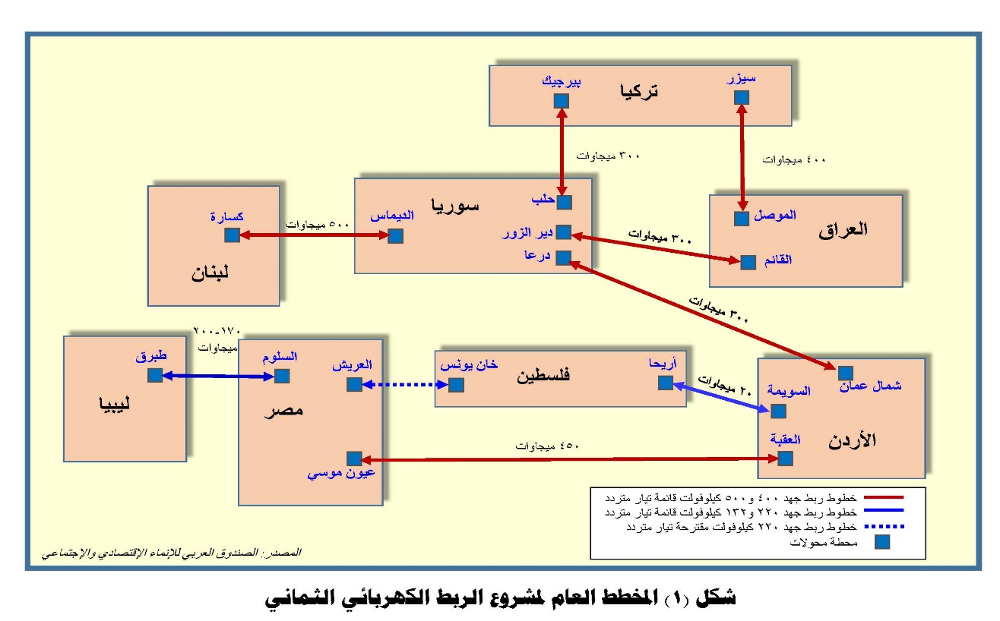 تركيا
بيرجيك
سيزر
٣٠٠ ميجاوات
٤٠٠ ميجاوات
سوريا
حلب
الديماس
دير الزور
درعا
لبنان
كسارة
٥٠٠ ميجاوات
العراق
الموصل
القائم
٣٠٠ ميجاوات
٣٠٠ ميجاوات
ليبيا
طبرق
١٧٠-٢٠٠
ميجاوات
مصر
السلوم
العريش
عيون موسي
فلسطين
خان يونس
أريحا
٢٠ ميجاوات
الأردن
شمال عمان
السويمة
العقبة
٤٥٠ ميجاوات
خطوط ربط جهد ٤٠٠ و ٥٠٠ كيلوفولت قائمة تيار متردد
خطوط ربط جهد ٢٢٠ و١٣٢ كيلوفولت قائمة تيار متردد
خطوط ربط جهد ٢٢٠ كيلوفولت مقترحة تيار متردد
محطة محولات
المصدر: الصندوق العربي للإنماء الإقتصادي والإجتماعي
شكل (١) المخطط العام لمشروع الربط الكهربائي الثماني